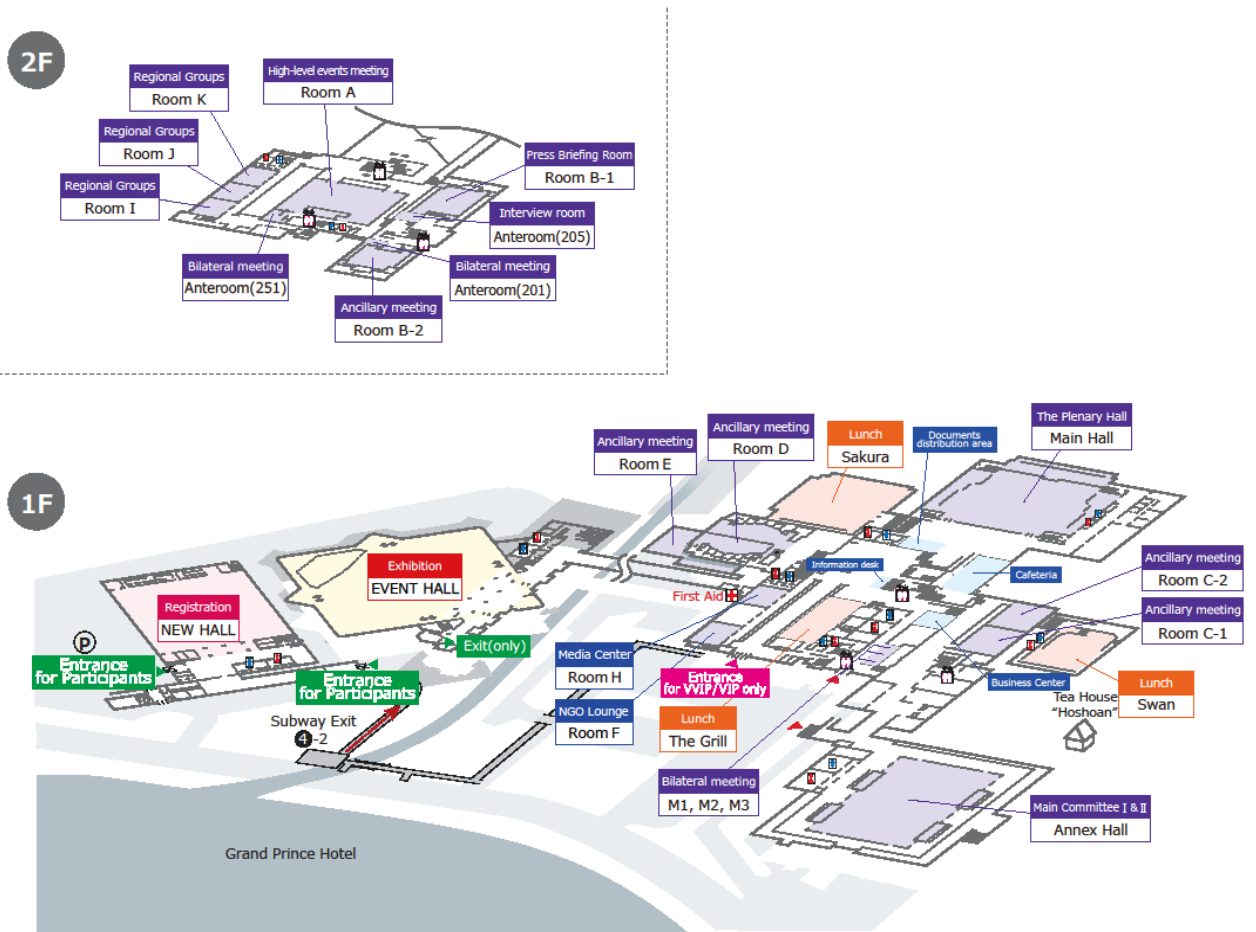 2F
Regional Groups
Room K
High-level events meeting
Room A
Regional Groups
Room J
Press Briefing Room
Room B-1
Regional Groups
Room I
Interview room
Anteroom(205)
Bilateral meeting
Anteroom(251)
Bilateral meeting
Anteroom(201)
Ancillary meeting
Room B-2
1F
Ancillary meeting
Room E
Ancillary meeting
Room D
Lunch
Sakura
Documents
distribution area
The Plenary Hall
Main Hall
Exhibition
EVENT HALL
Registration
NEW HALL
Information desk
Cafeteria
Ancillary meeting
Room C-2
Ancillary meeting
Room C-1
First Aid
P
Entrance
for Participants
Exit(only)
Entrance
for Participants
Media Center
Room H
Entrance
for VVIP/VIP only
Business Center
Lunch
Swan
Tea House
"Hoshoan"
NGO Lounge
Room F
Lunch
The Grill
Subway Exit
4-2
Bilateral meeting
M1, M2, M3
Main Committee I & II
Annex Hall
Grand Prince Hotel